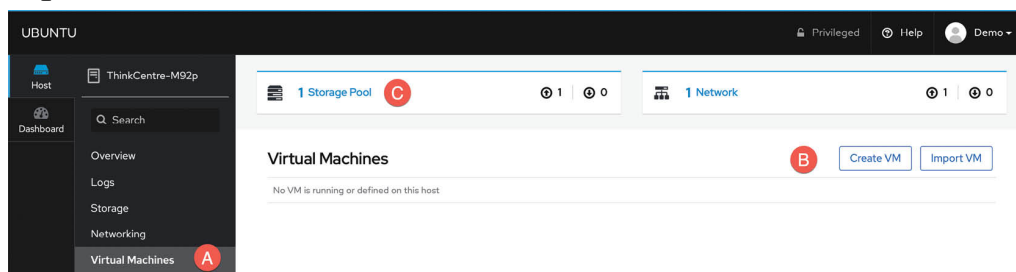 UBUNTU
Privileged
Help
Demo
Host
ThinkCentre-M92p
1 Storage Pool
C
1
0
1 Network
1
0
Dashboard
Search
Overview
Virtual Machines
B
Create VM
Import VM
Logs
No VM is running or defined on this host
Storage
Networking
Virtual Machines
A